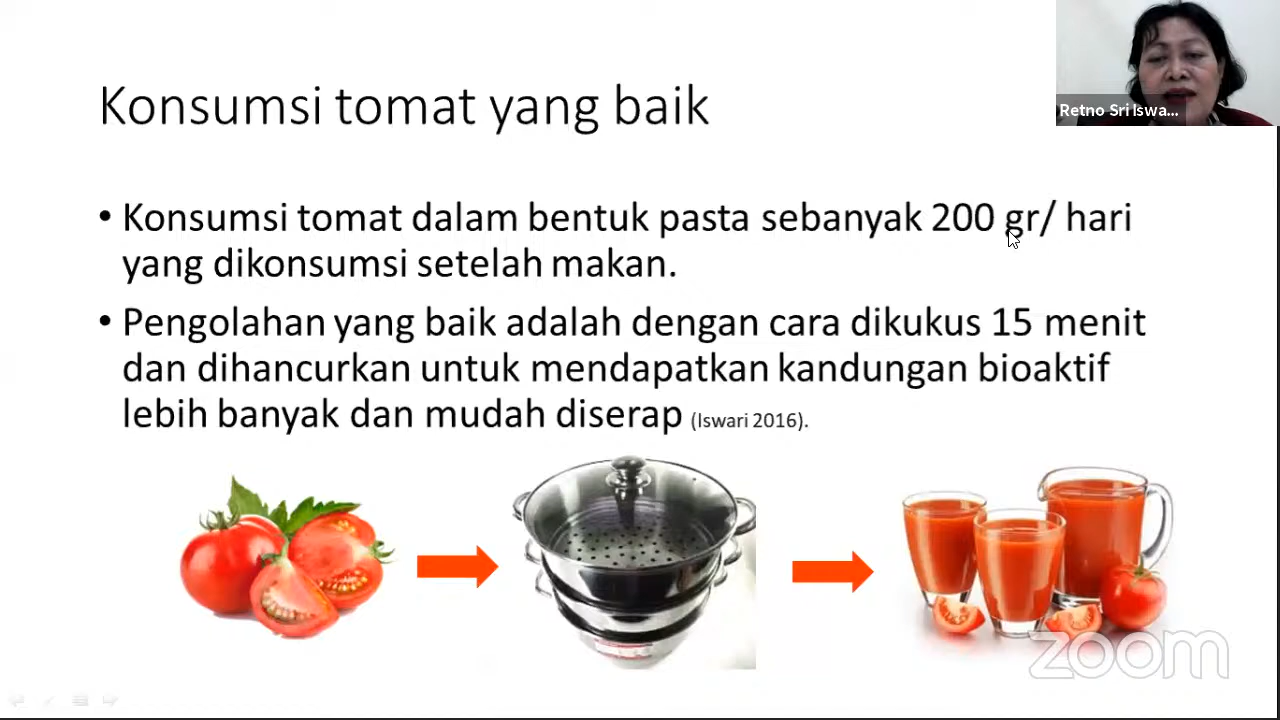 Retno Sri Iswa...
Konsumsi tomat yang baik
• Konsumsi tomat dalam bentuk pasta sebanyak 200 gr/ hari
yang dikonsumsi setelah makan.
• Pengolahan yang baik adalah dengan cara dikukus 15 menit
dan dihancurkan untuk mendapatkan kandungan bioaktif
lebih banyak dan mudah diserap (Iswari 2016).
zoom